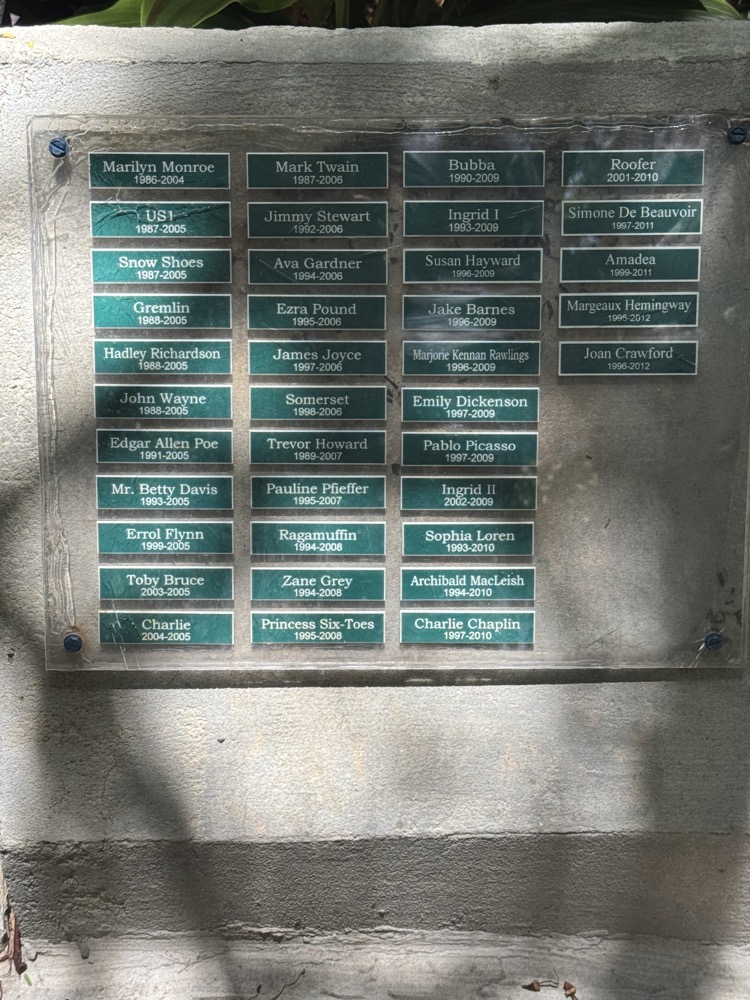 Marilyn Monroe
1986-2004
US1
1987-2005
Snow Shoes
1987-2005
Gremlin
1988-2005
Hadley Richardson
1988-2005
John Wayne
1988-2005
Edgar Allen Poe
1991-2005
Mr. Betty Davis
1993-2005
Errol Flynn
1999-2005
Toby Bruce
2003-2005
Charlie
2004-2005
Mark Twain
1987-2006
Jimmy Stewart
1992-2006
Ava Gardner
1994-2006
Ezra Pound
1995-2006
James Joyce
1997-2006
Somerset
1998-2006
Trevor Howard
1989-2007
Pauline Pfieffer
1995-2007
Ragamuffin
1994-2008
Zane Grey
1994-2008
Princess Six-Toes
1995-2008
Bubba
1990-2009
Ingrid I
1993-2009
Susan Hayward
1996-2009
Jake Barnes
1996-2009
Marjorie Kennan Rawlings
1996-2009
Emily Dickenson
1997-2009
Pablo Picasso
1997-2009
Ingrid II
2002-2009
Sophia Loren
1993-2010
Archibald MacLeish
1994-2010
Charlie Chaplin
1997-2010
Roofer
2001-2010
Simone De Beauvoir
1997-2011
Amadea
1999-2011
Margeaux Hemingway
1995-2012
Joan Crawford
1996-2012